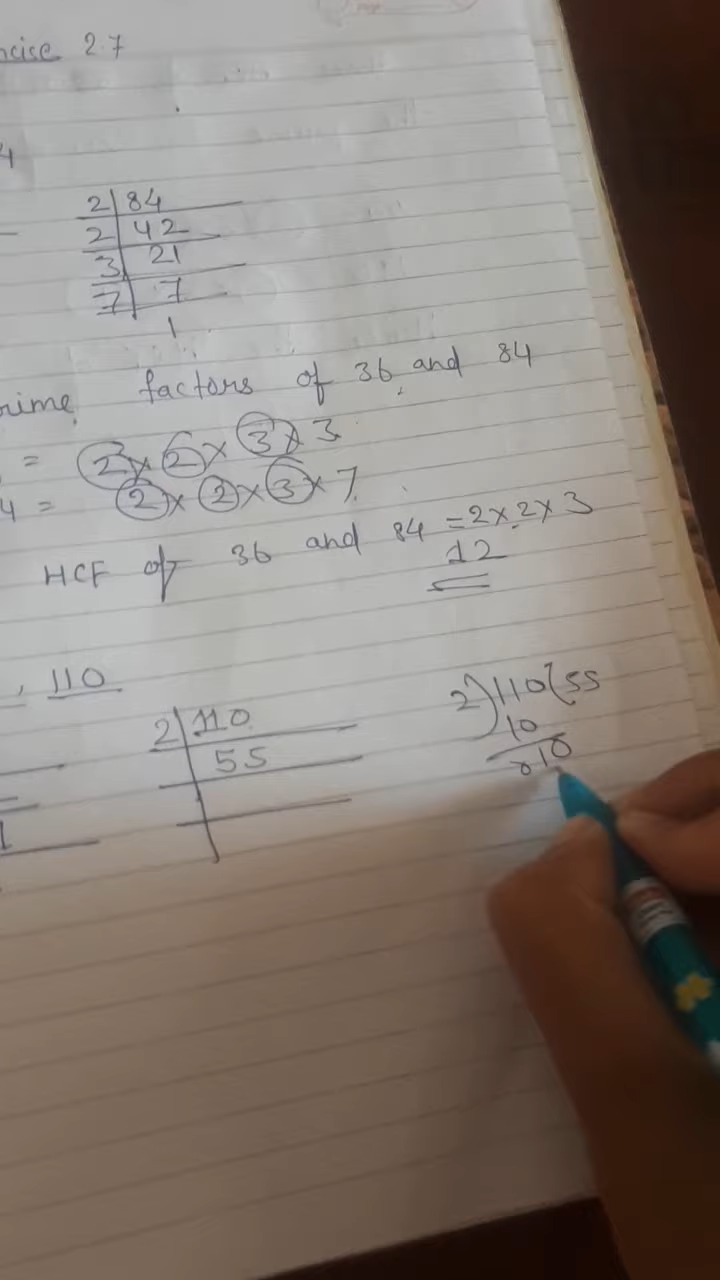 2.7
4
2 | 84
2 | 42
3 | 21
7 | 7
1
factors of 36 and 84
= 2 × 2 × 3 × 3
4 = 2 × 2 × 3 × 7
HCF of 36 and 84 = 2 × 2 × 3
12
, 110
2 | 110
55
2 ) 110 ( 55
10
010